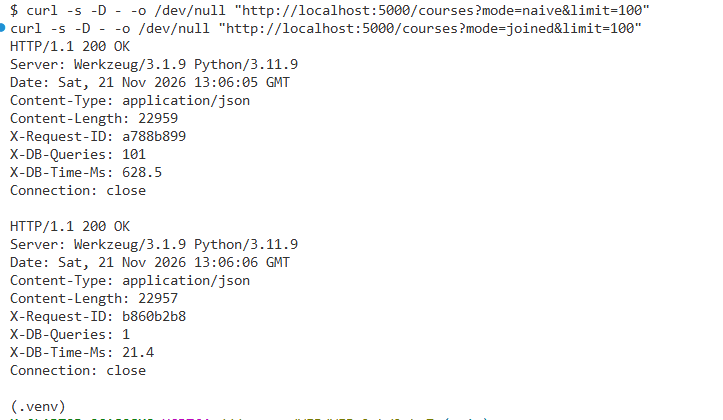 $ curl -s -D - -o /dev/null "http://localhost:5000/courses?mode=naive&limit=100"
curl -s -D - -o /dev/null "http://localhost:5000/courses?mode=joined&limit=100"
HTTP/1.1 200 OK
Server: Werkzeug/3.1.9 Python/3.11.9
Date: Sat, 21 Nov 2026 13:06:05 GMT
Content-Type: application/json
Content-Length: 22959
X-Request-ID: a788b899
X-DB-Queries: 101
X-DB-Time-Ms: 628.5
Connection: close

HTTP/1.1 200 OK
Server: Werkzeug/3.1.9 Python/3.11.9
Date: Sat, 21 Nov 2026 13:06:06 GMT
Content-Type: application/json
Content-Length: 22957
X-Request-ID: b860b2b8
X-DB-Queries: 1
X-DB-Time-Ms: 21.4
Connection: close

(.venv)